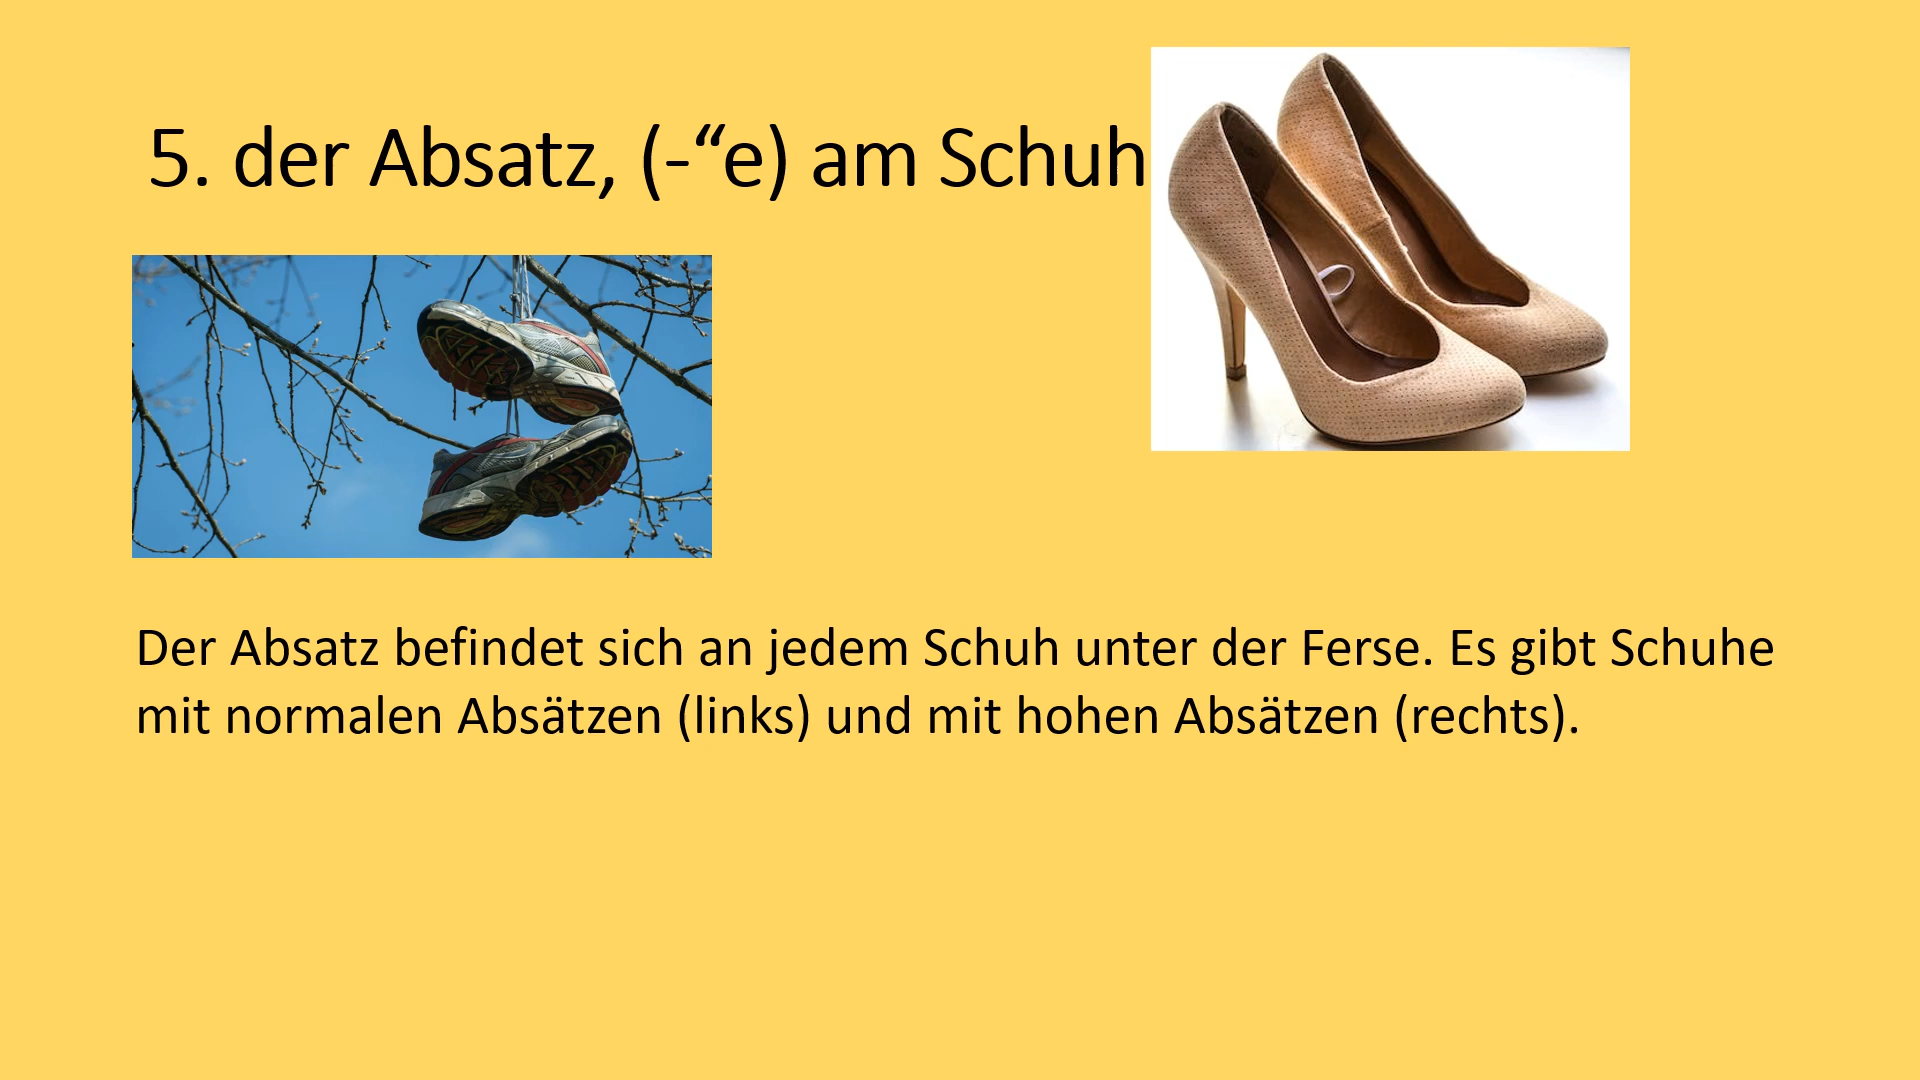 5. der Absatz, (-“e) am Schuh
Der Absatz befindet sich an jedem Schuh unter der Ferse. Es gibt Schuhe
mit normalen Absätzen (links) und mit hohen Absätzen (rechts).